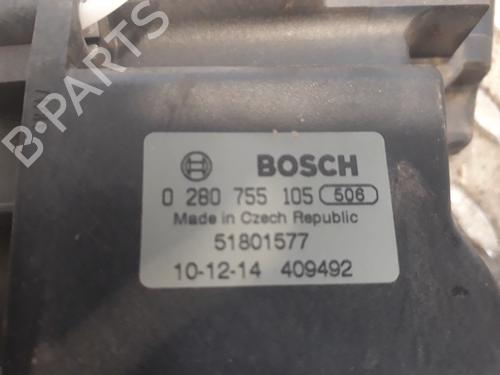 B-PARTS
BOSCH
0 280 755 105 506
Made in Czech Republic
51801577
10-12-14 409492